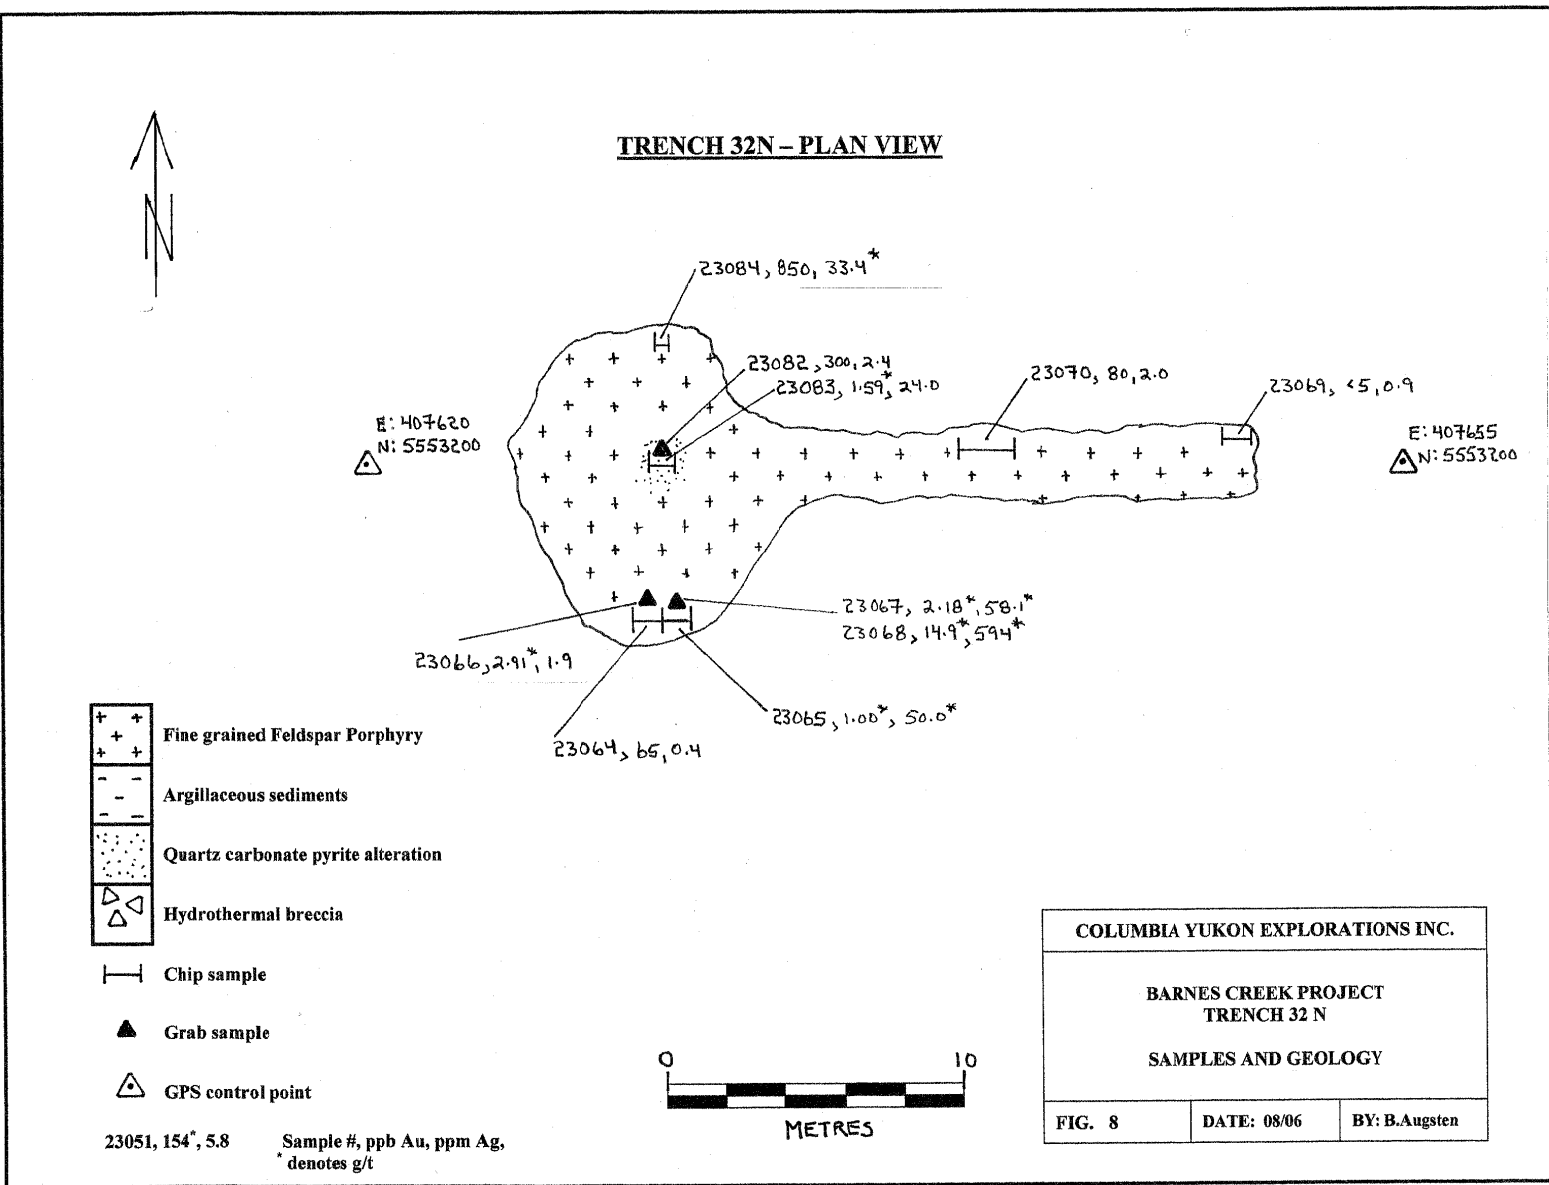 TRENCH 32N – PLAN VIEW
N
23084, 850, 33.4*
23082, 300, 2.4
23083, 1.59*, 24.0
23070, 80, 2.0
23069, <5, 0.9
E: 407620
N: 5553200
E: 407655
N: 5553200
23067, 2.18*, 58.1*
23068, 14.9*, 594*
23066, 2.91*, 1.9
23065, 1.00*, 50.0*
23064, 65, 0.4
Fine grained Feldspar Porphyry
Argillaceous sediments
Quartz carbonate pyrite alteration
Hydrothermal breccia
Chip sample
Grab sample
GPS control point
23051, 154*, 5.8 Sample #, ppb Au, ppm Ag,
* denotes g/t
0 10
METRES
COLUMBIA YUKON EXPLORATIONS INC.
BARNES CREEK PROJECT
TRENCH 32 N
SAMPLES AND GEOLOGY
FIG. 8 DATE: 08/06 BY: B.Augsten